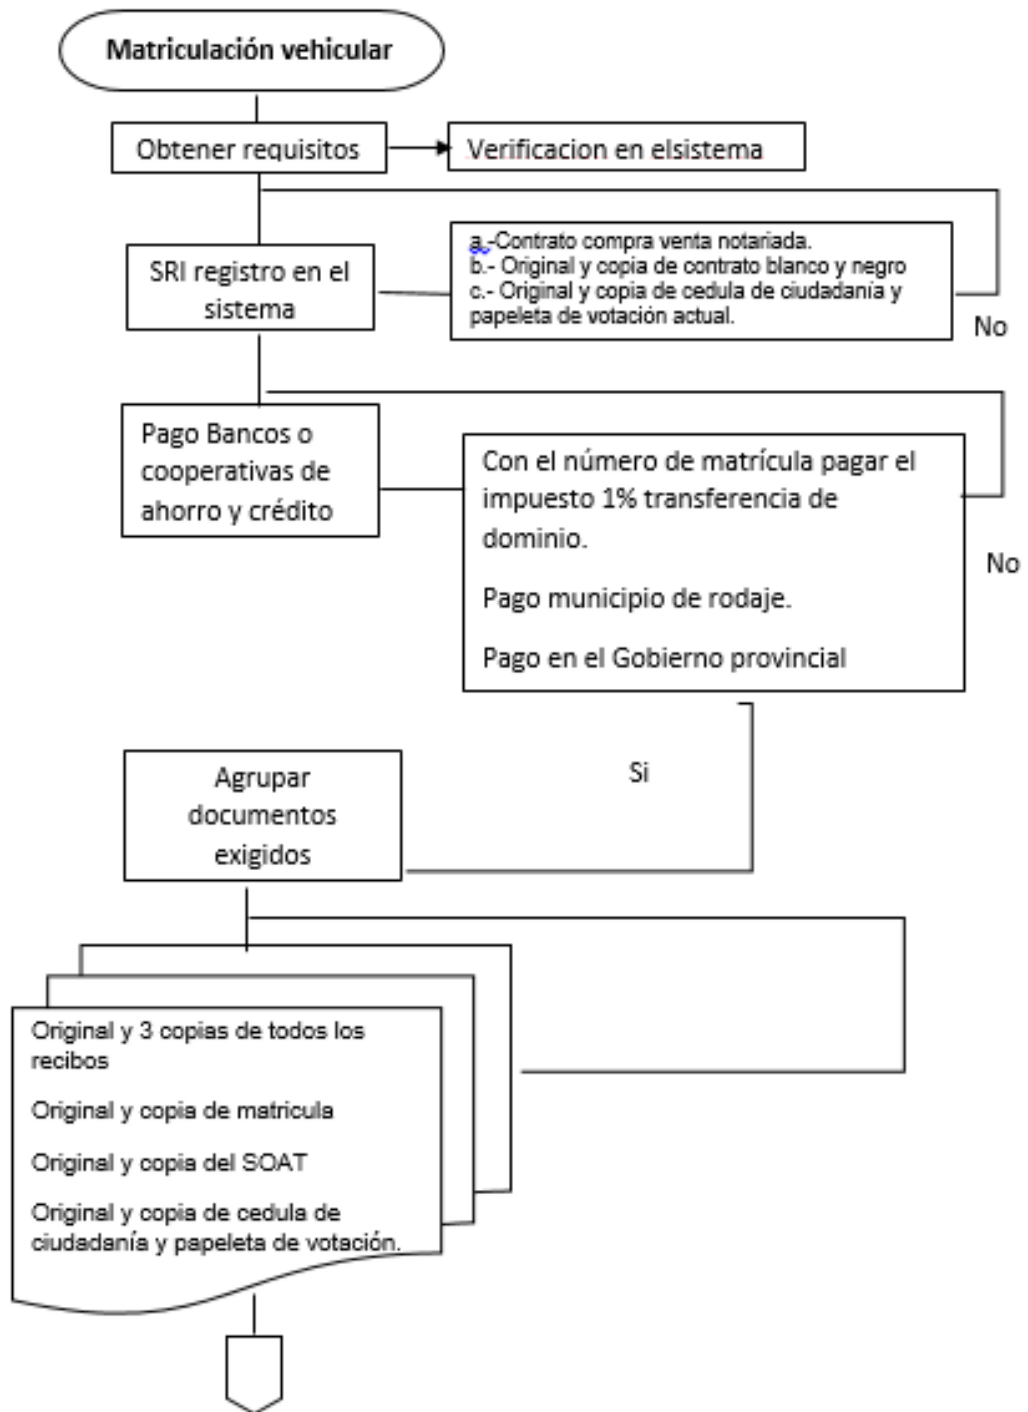 Matriculación vehicular
Obtener requisitos
Verificacion en elsistema
SRI registro en el
sistema
a.-Contrato compra venta notariada.
b.- Original y copia de contrato blanco y negro
c.- Original y copia de cedula de ciudadanía y
papeleta de votación actual.
No
Pago Bancos o
cooperativas de
ahorro y crédito
Con el número de matrícula pagar el
impuesto 1% transferencia de
dominio.
Pago municipio de rodaje.
Pago en el Gobierno provincial
No
Si
Agrupar
documentos
exigidos
Original y 3 copias de todos los
recibos
Original y copia de matricula
Original y copia del SOAT
Original y copia de cedula de
ciudadanía y papeleta de votación.